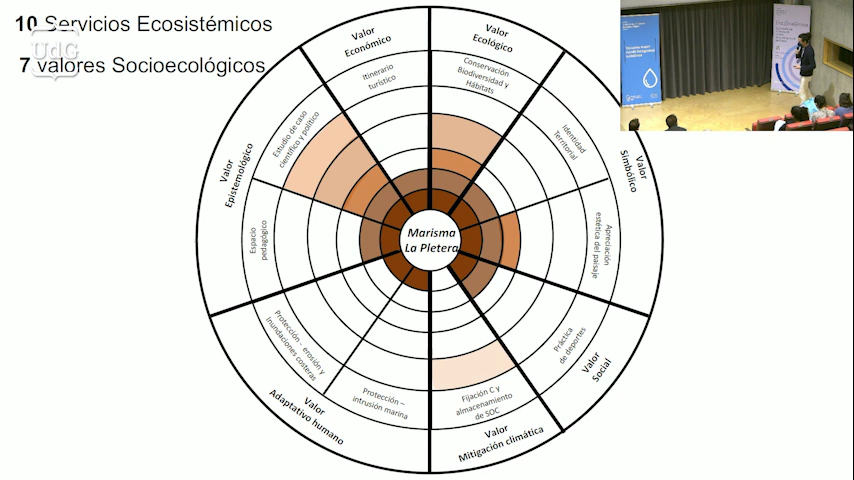 10 Servicios Ecosistémicos
UdG
7 valores Socioecológicos
Valor
Económico
Valor
Ecológico
Itinerario
turístico
Conservación
Biodiversidad y
Hábitats
Estudio de caso
científico y político
Identidad
Territorial
Valor
Epistemológico
Valor
Simbólico
Espacio
pedagógico
Marisma
La Pletera
Apreciación
estética del paisaje
Protección - erosión y
Inundaciones costeras
Práctica
de deportes
Valor
Social
Protección –
intrusión marina
Fijación C y
almacenamiento
de SOC
Valor
Adaptativo humano
Valor
Mitigación climática